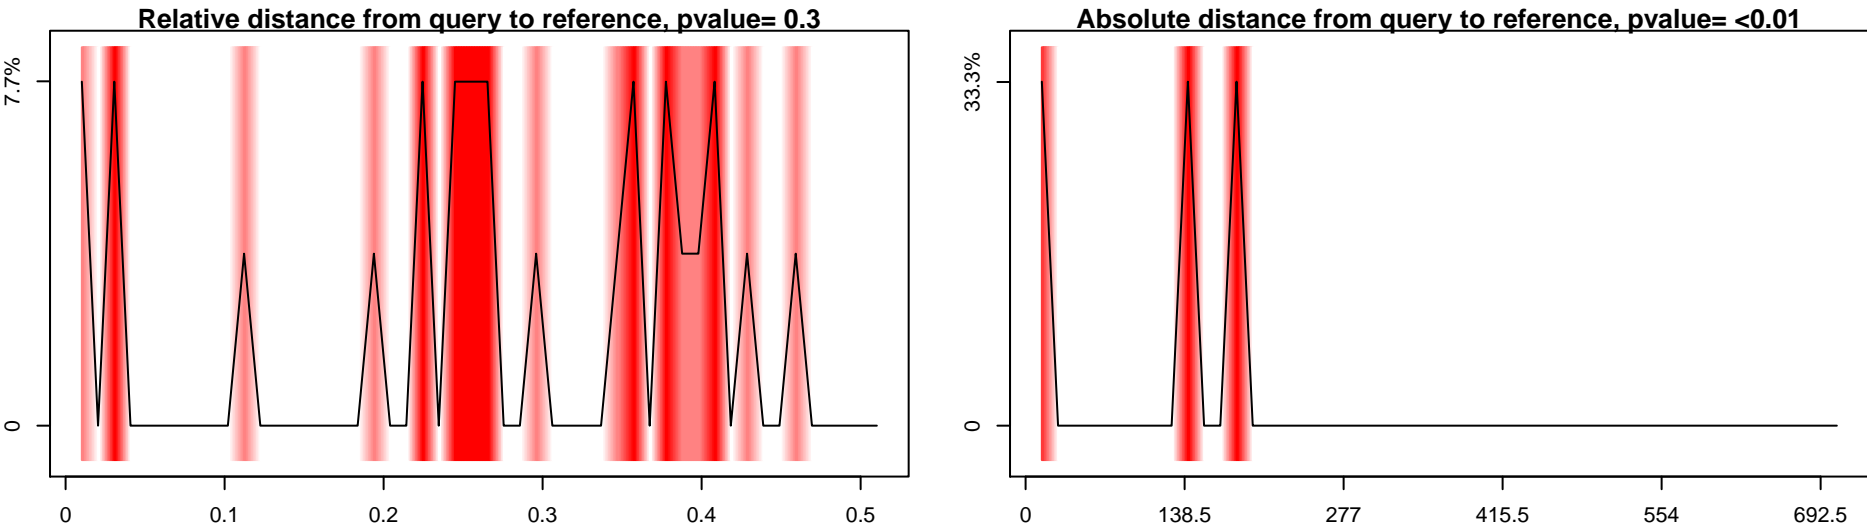 Relative distance from query to reference, pvalue= 0.3
7.7%
0
0 0.1 0.2 0.3 0.4 0.5
Absolute distance from query to reference, pvalue= <0.01
33.3%
0
0 138.5 277 415.5 554 692.5